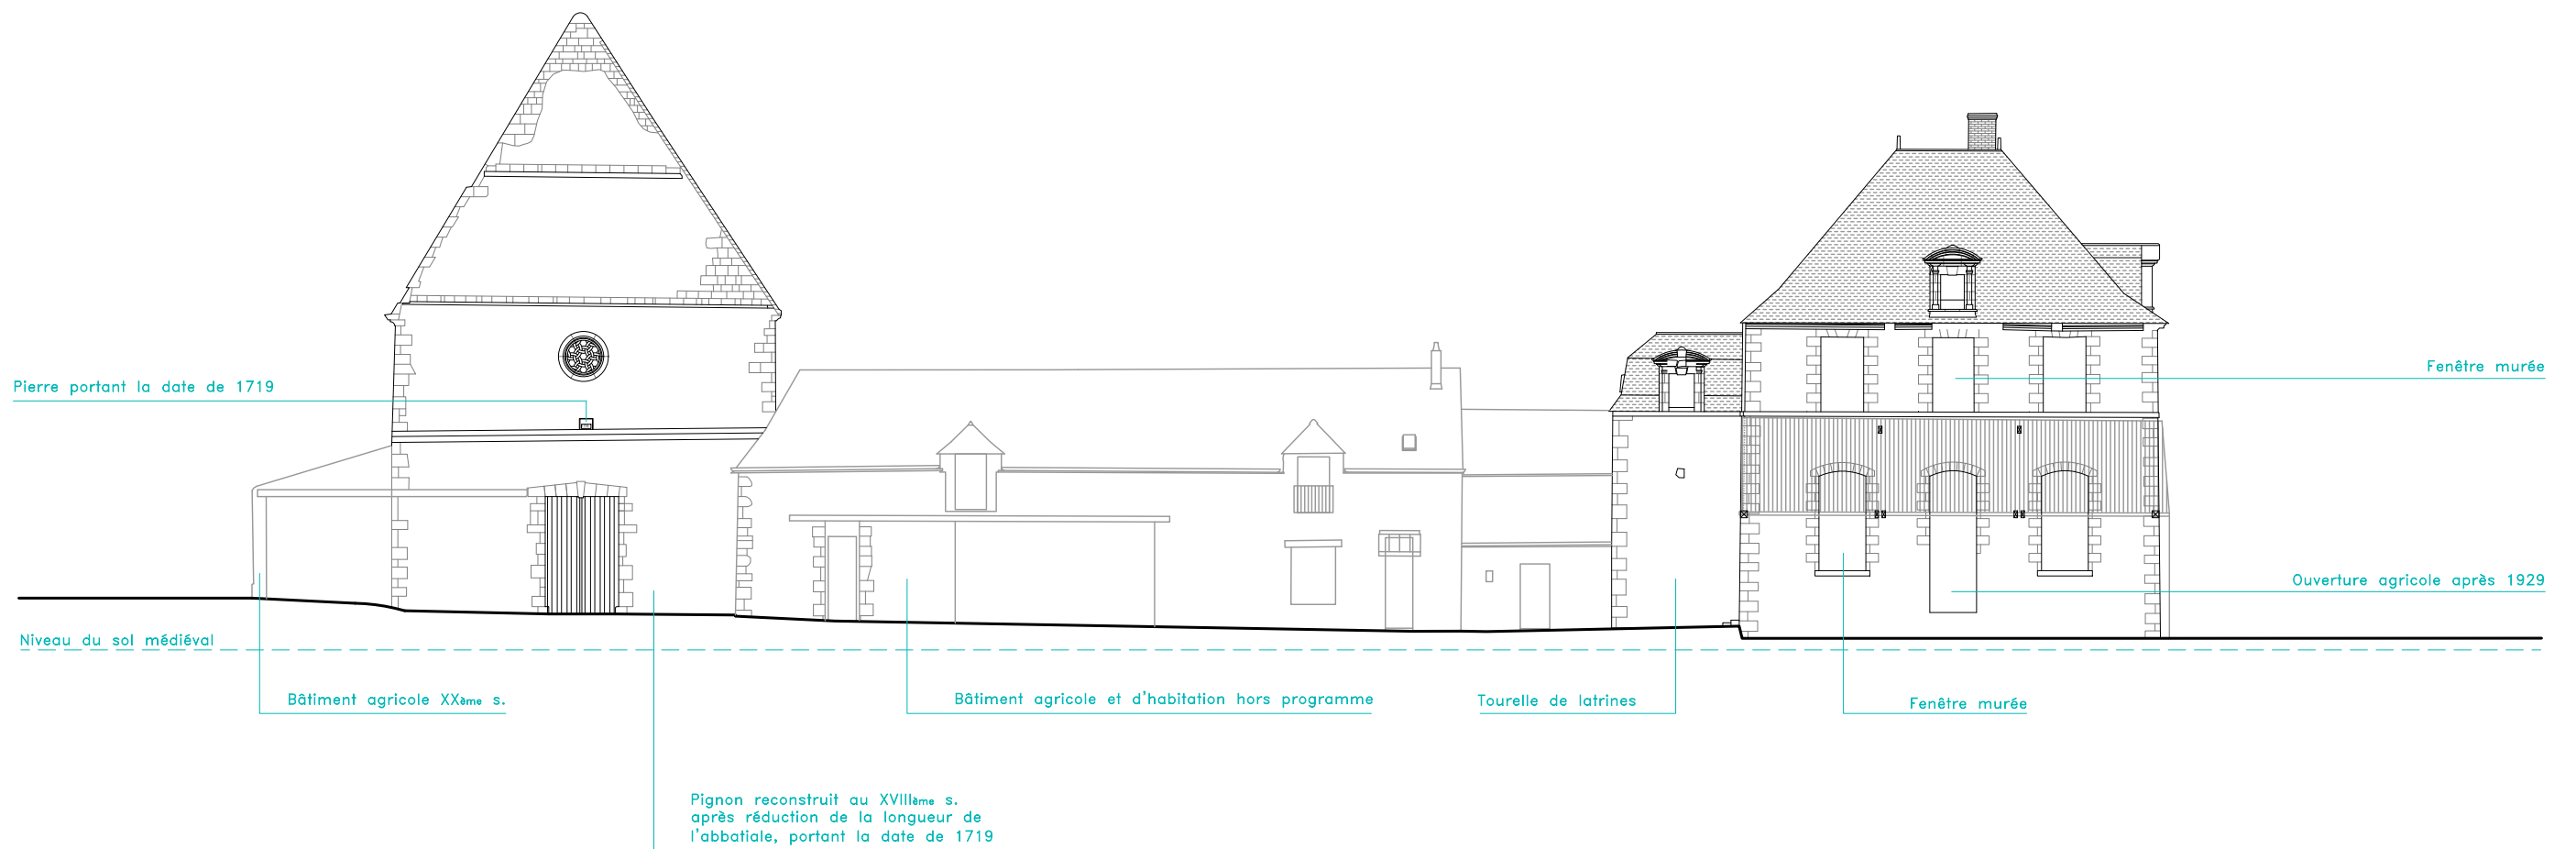 Fenêtre murée
Pierre portant la date de 1719
Ouverture agricole après 1929
Niveau du sol médiéval
Bâtiment agricole XXème s.
Bâtiment agricole et d'habitation hors programme
Tourelle de latrines
Fenêtre murée
Pignon reconstruit au XVIIIème s.
après réduction de la longueur de
l'abbatiale, portant la date de 1719